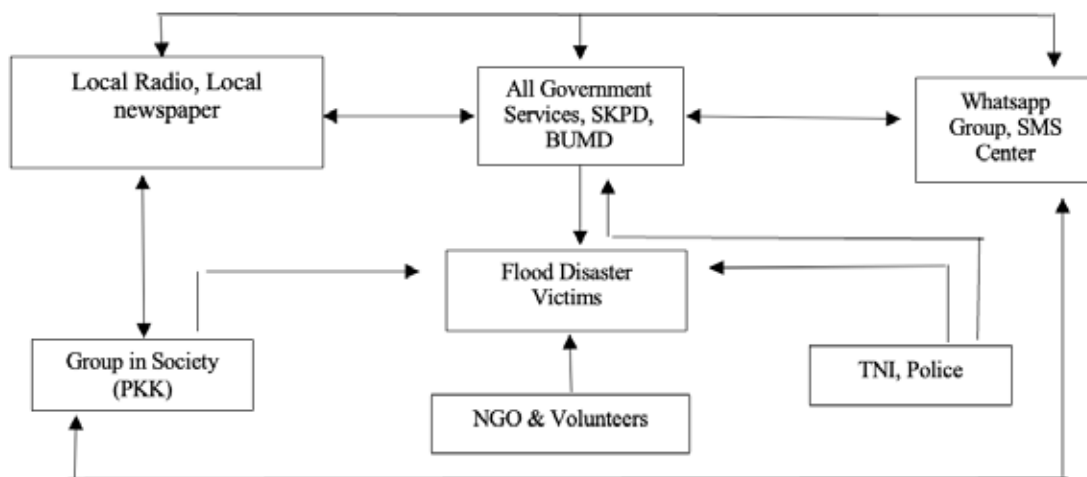 Local Radio, Local
newspaper
All Government
Services, SKPD,
BUMD
Whatsapp
Group, SMS
Center
Flood Disaster
Victims
Group in Society
(PKK)
TNI, Police
NGO & Volunteers